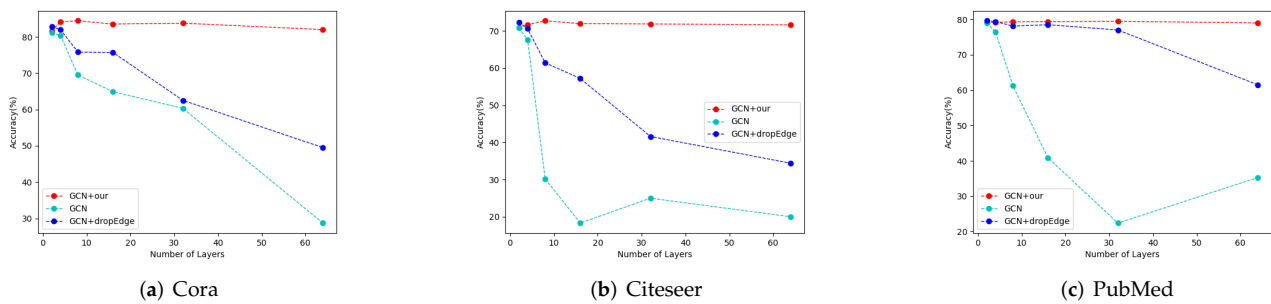 80
70
60
50
40
30
Accuracy(%)
GCN+our
GCN
GCN+dropEdge
0 10 20 30 40 50 60
Number of Layers
(a) Cora
70
60
50
40
30
20
Accuracy(%)
GCN+our
GCN
GCN+dropEdge
0 10 20 30 40 50 60
Number of Layers
(b) Citeseer
80
70
60
50
40
30
20
Accuracy(%)
GCN+our
GCN
GCN+dropEdge
0 10 20 30 40 50 60
Number of Layers
(c) PubMed